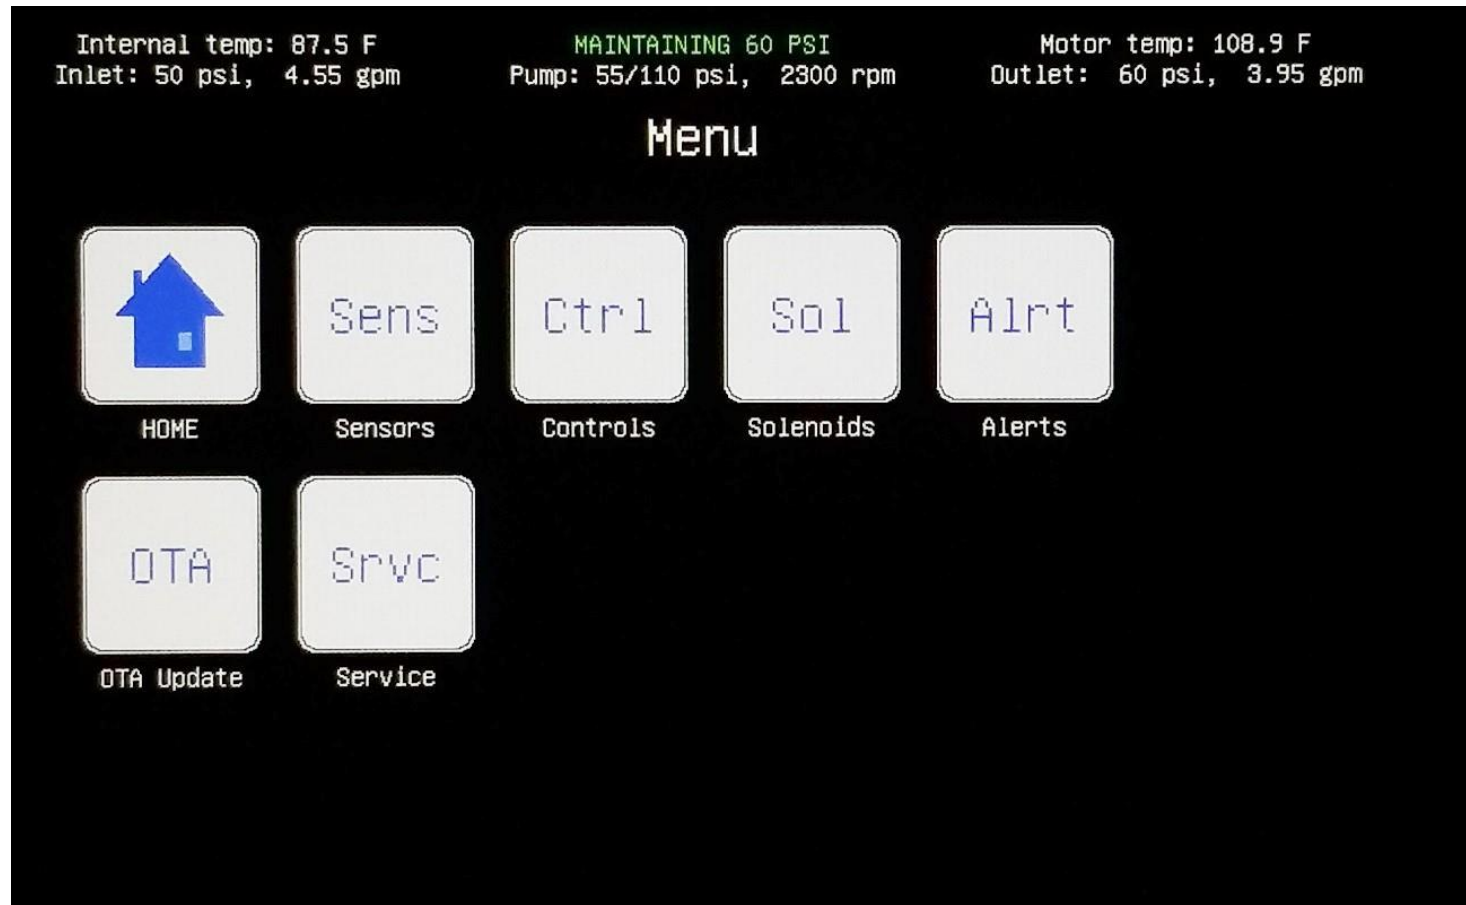 Internal temp: 87.5 F
MAINTAINING 60 PSI
Motor temp: 108.9 F
Inlet: 50 psi, 4.55 gpm
Pump: 55/110 psi, 2300 rpm
Outlet: 60 psi, 3.95 gpm
Menu
Sens
Ctrl
Sol
Alrt
HOME
Sensors
Controls
Solenoids
Alerts
OTA
Srvc
OTA Update
Service